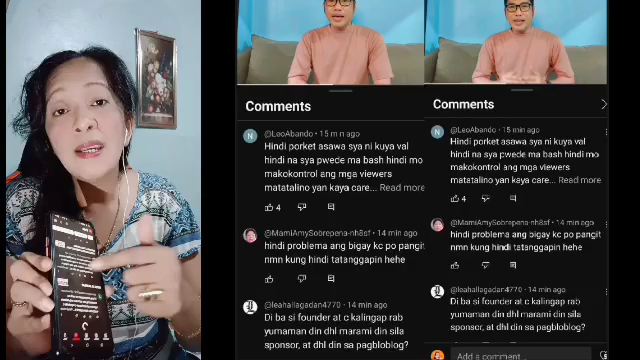 Comments
@LeoAbando · 15 min ago
Hindi porket asawa sya ni kuya val
hindi na sya pwede ma bash hindi mo
makokontrol ang mga viewers
matatalino yan kaya care... Read more
4
@MamiAmySobrepena-nh8sf · 14 min ago
hindi problema ang bigay kc po pangit
nmn kung hindi tatanggapin hehe
@leahallagadan4770 · 14 min ago
Di ba si founder at c kalingap rab
yumaman din dhl marami din sila
sponsor, at dhl din sa pagbloblog?
Comments
@LeoAbando · 15 min ago
Hindi porket asawa sya ni kuya val
hindi na sya pwede ma bash hindi mo
makokontrol ang mga viewers
matatalino yan kaya care... Read more
4
@MamiAmySobrepena-nh8sf · 14 min ago
hindi problema ang bigay kc po pangit
nmn kung hindi tatanggapin hehe
@leahallagadan4770 · 14 min ago
Di ba si founder at c kalingap rab
yumaman din dhl marami din sila
sponsor, at dhl din sa pagbloblog?
Add a comment...